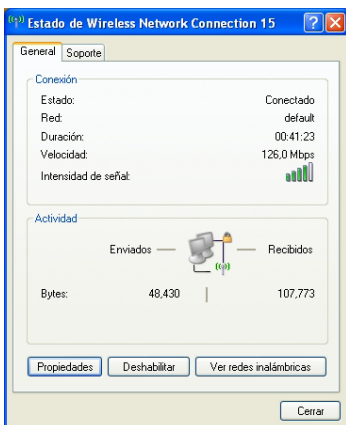 Estado de Wireless Network Connection 15
General Soporte
Conexión
Estado: Conectado
Red: default
Duración: 00:41:23
Velocidad: 126,0 Mbps
Intensidad de señal:
Actividad
Enviados Recibidos
Bytes: 48,430 107,773
Propiedades Deshabilitar Ver redes inalámbricas
Cerrar